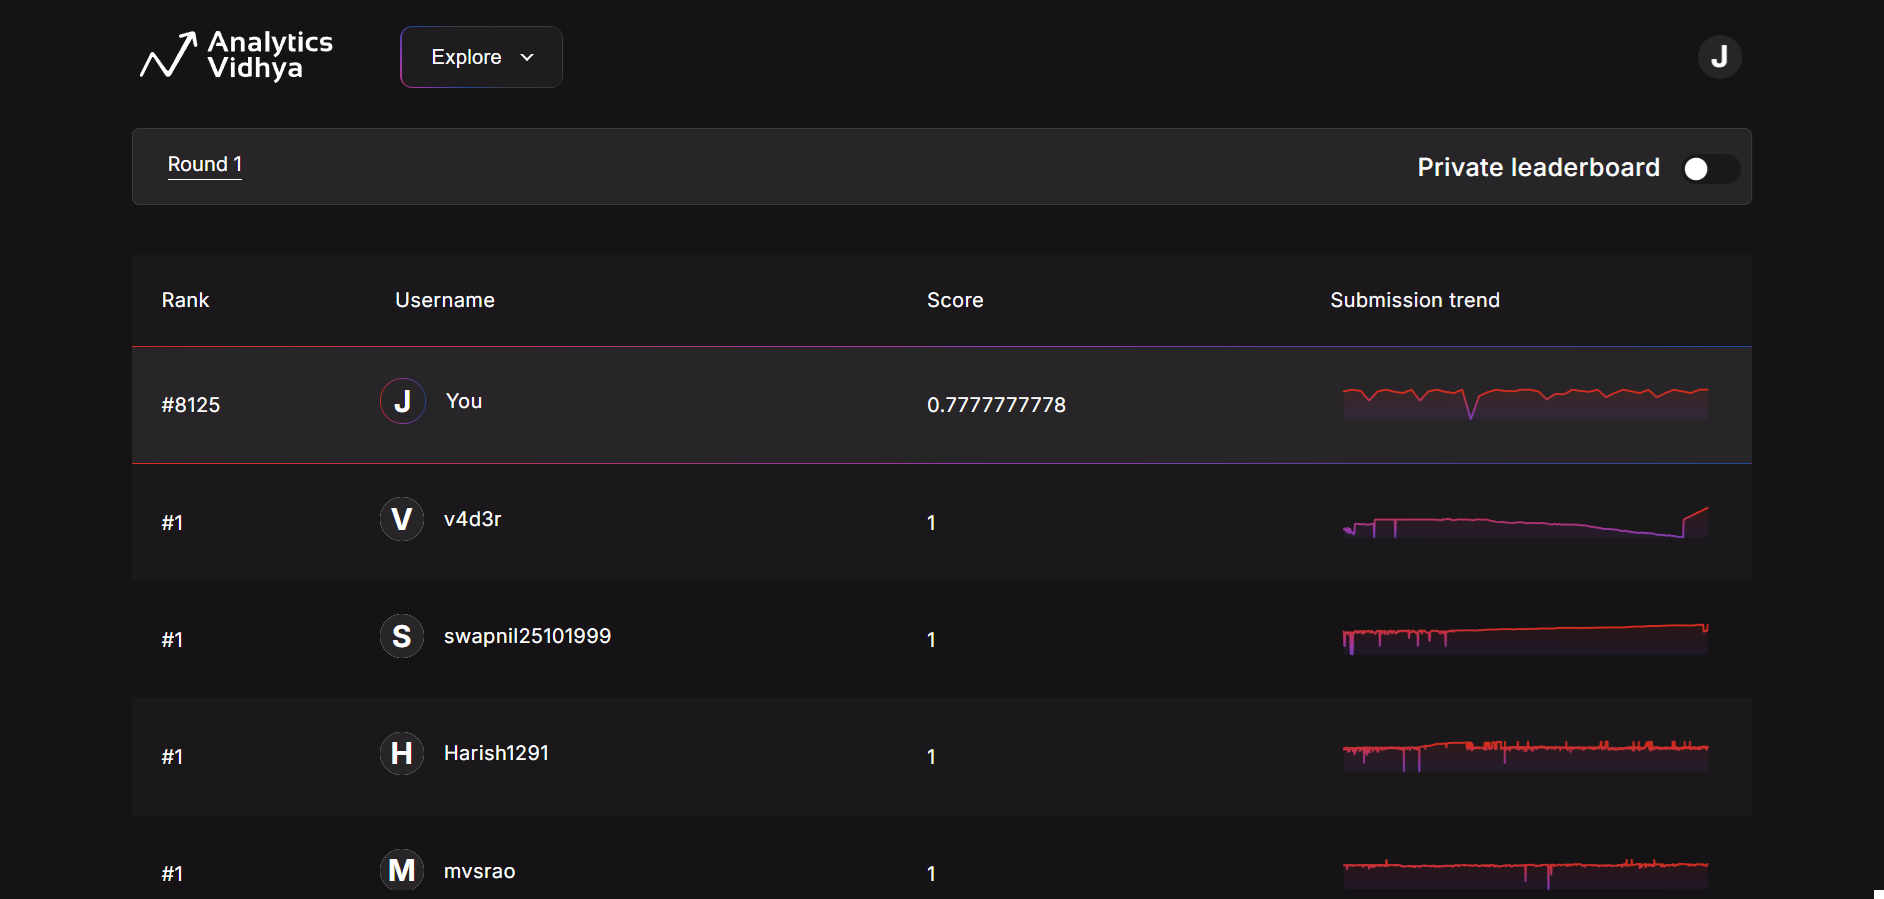 Analytics
Vidhya
Explore
J
Round 1
Private leaderboard
Rank Username Score Submission trend
#8125 J You 0.7777777778
#1 V v4d3r 1
#1 S swapnil25101999 1
#1 H Harish1291 1
#1 M mvsrao 1